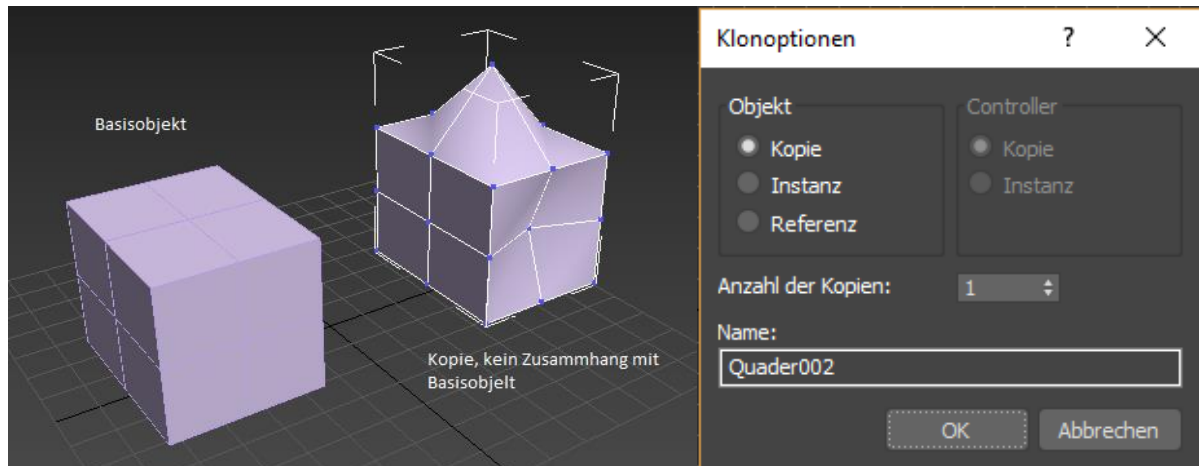 Basisobjekt
Kopie, kein Zusammhang mit
Basisobjelt
Klonoptionen ? ×
Objekt
Kopie
Instanz
Referenz
Controller
Kopie
Instanz
Anzahl der Kopien: 1
Name:
Quader002
OK Abbrechen